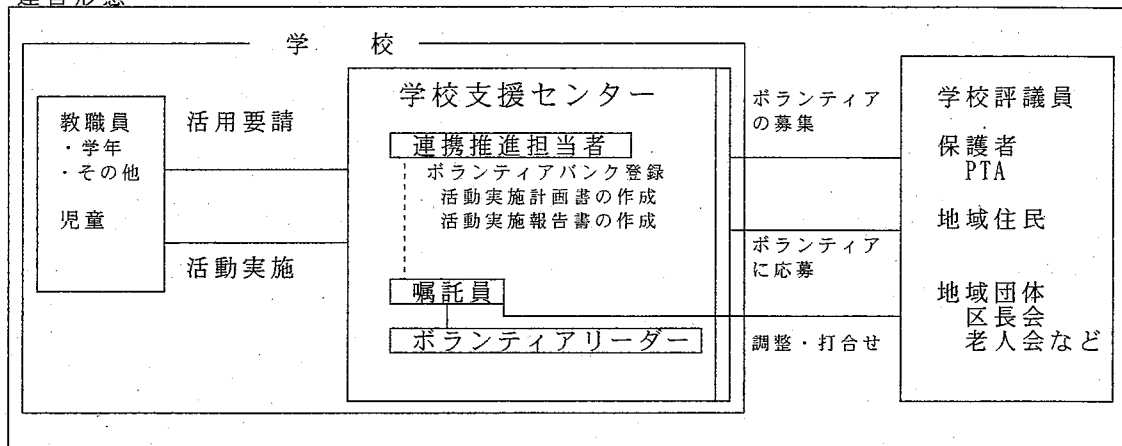 学 校
教職員
・学年
・その他
児童
活用要請
活動実施
学校支援センター
連携推進担当者
ボランティアバンク登録
活動実施計画書の作成
活動実施報告書の作成
嘱託員
ボランティアリーダー
ボランティア
の募集
ボランティア
に応募
調整・打合せ
学校評議員
保護者
PTA
地域住民
地域団体
区長会
老人会など